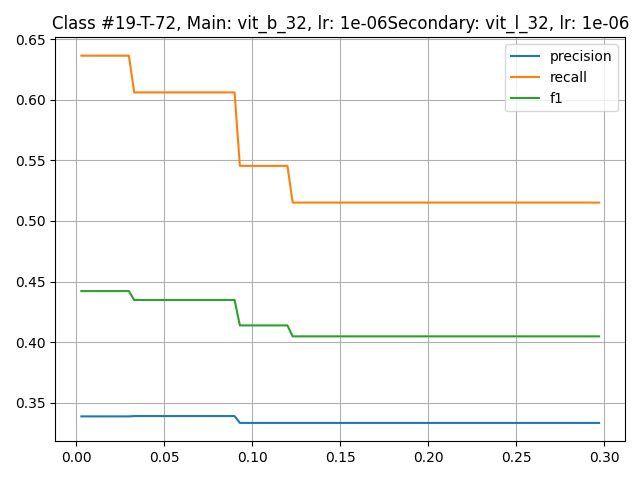 Class #19-T-72, Main: vit_b_32, lr: 1e-06Secondary: vit_l_32, lr: 1e-06
precision
recall
f1
0.65
0.60
0.55
0.50
0.45
0.40
0.35
0.00 0.05 0.10 0.15 0.20 0.25 0.30